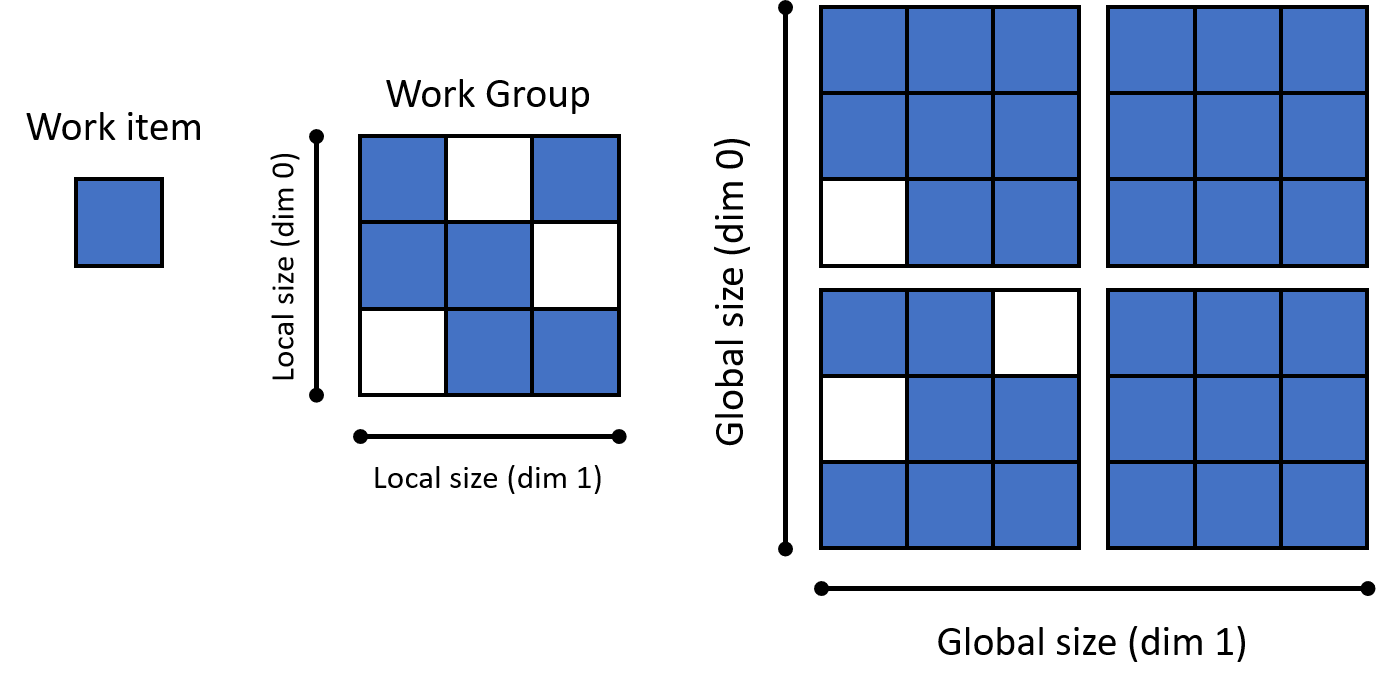 Work item
Work Group
Local size (dim 0)
Local size (dim 1)
Global size (dim 0)
Global size (dim 1)